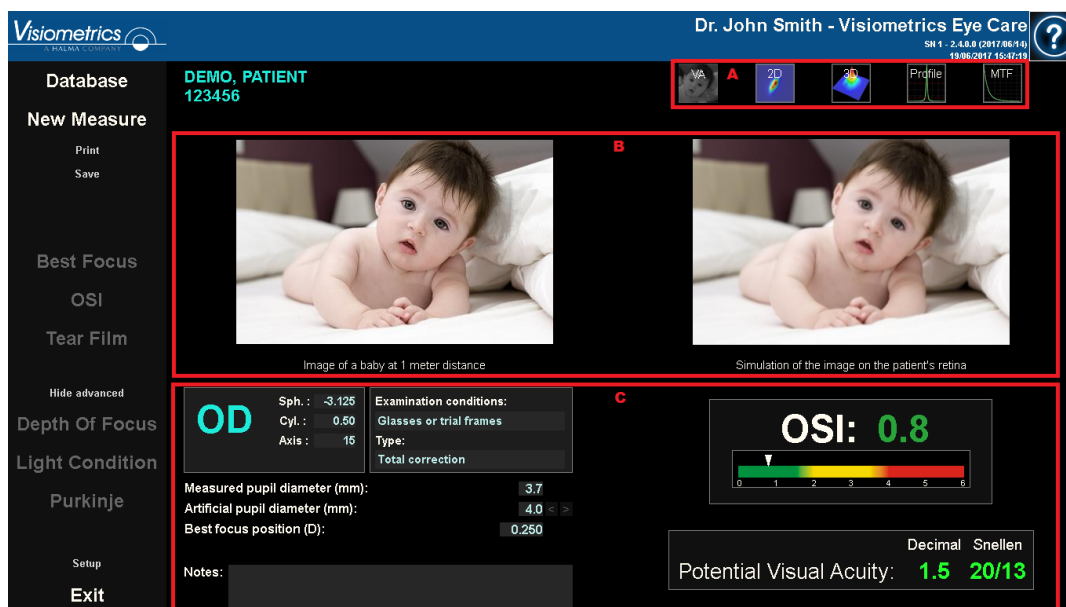 Visiometrics
A HALMA COMPANY
Dr. John Smith - Visiometrics Eye Care
SN 1 - 2.4.0.0 (2017/06/14)
19/06/2017 15:47:19
?
Database
New Measure
Print
Save
Best Focus
OSI
Tear Film
Hide advanced
Depth Of Focus
Light Condition
Purkinje
Setup
Exit
DEMO, PATIENT
123456
VA A 2D 3D Profile MTF
B
Image of a baby at 1 meter distance
Simulation of the image on the patient's retina
C
OD
Sph. : -3.125
Cyl. : 0.50
Axis : 15
Examination conditions:
Glasses or trial frames
Type:
Total correction
Measured pupil diameter (mm): 3.7
Artificial pupil diameter (mm): 4.0 < >
Best focus position (D): 0.250
Notes:
OSI: 0.8
0 1 2 3 4 5 6
Decimal Snellen
Potential Visual Acuity: 1.5 20/13